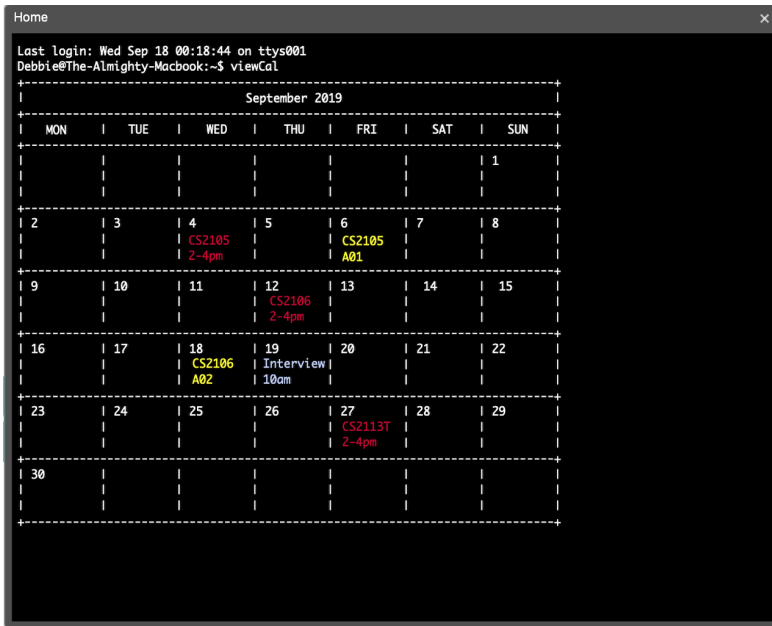 Home ×
Last login: Wed Sep 18 00:18:44 on ttys001
Debbie@The-Almighty-Macbook:~$ viewCal
September 2019
MON | TUE | WED | THU | FRI | SAT | SUN
1
2 | 3 | 4 | 5 | 6 | 7 | 8
CS2105 | CS2105
2-4pm | A01
9 | 10 | 11 | 12 | 13 | 14 | 15
CS2106
2-4pm
16 | 17 | 18 | 19 | 20 | 21 | 22
CS2106 | Interview
A02 | 10am
23 | 24 | 25 | 26 | 27 | 28 | 29
CS2113T
2-4pm
30